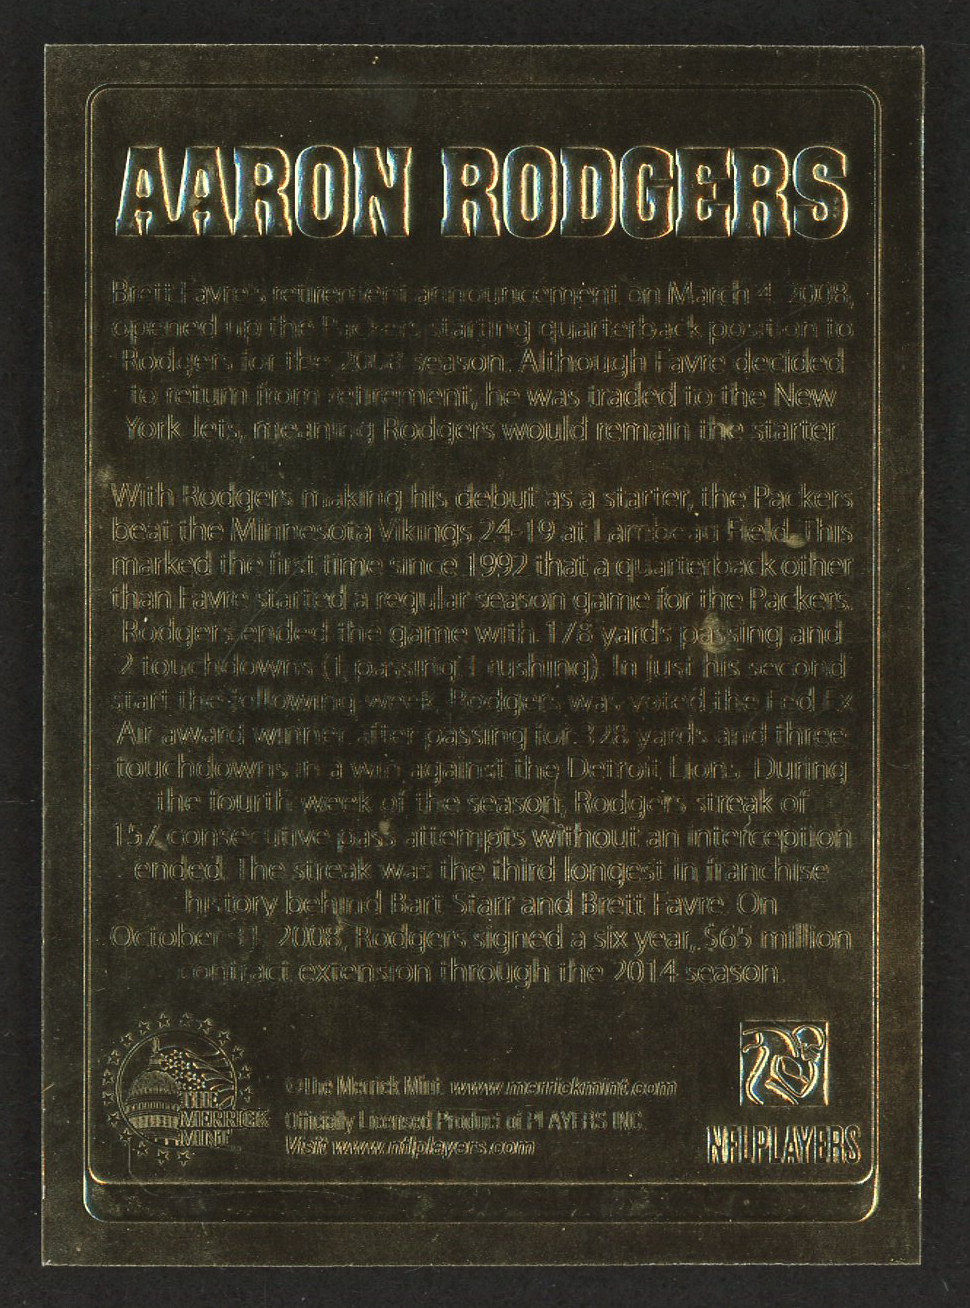 AARON RODGERS
Brett Favre's retirement announcement on March 4, 2008,
opened up the Packers starting quarterback position to
Rodgers for the 2008 season. Although Favre decided
to return from retirement, he was traded to the New
York Jets, meaning Rodgers would remain the starter
With Rodgers making his debut as a starter, the Packers
beat the Minnesota Vikings 24-19 at Lambeau Field. This
marked the first time since 1992 that a quarterback other
than Favre started a regular season game for the Packers.
Rodgers ended the game with 178 yards passing and
2 touchdowns (1 passing 1 rushing). In just his second
start the following week, Rodgers was voted the Fed Ex
Air award winner after passing for 328 yards and three
touchdowns in a win against the Detroit Lions. During
the fourth week of the season, Rodgers streak of
157 consecutive pass attempts without an interception
ended. The streak was the third longest in franchise
history behind Bart Starr and Brett Favre. On
October 31, 2008, Rodgers signed a six year, $65 million
contract extension through the 2014 season.
THE
MERRICK
MINT
©The Merrick Mint. www.merrickmint.com
Officially Licensed Product of PLAYERS INC
Visit www.nflplayers.com
NFLPLAYERS